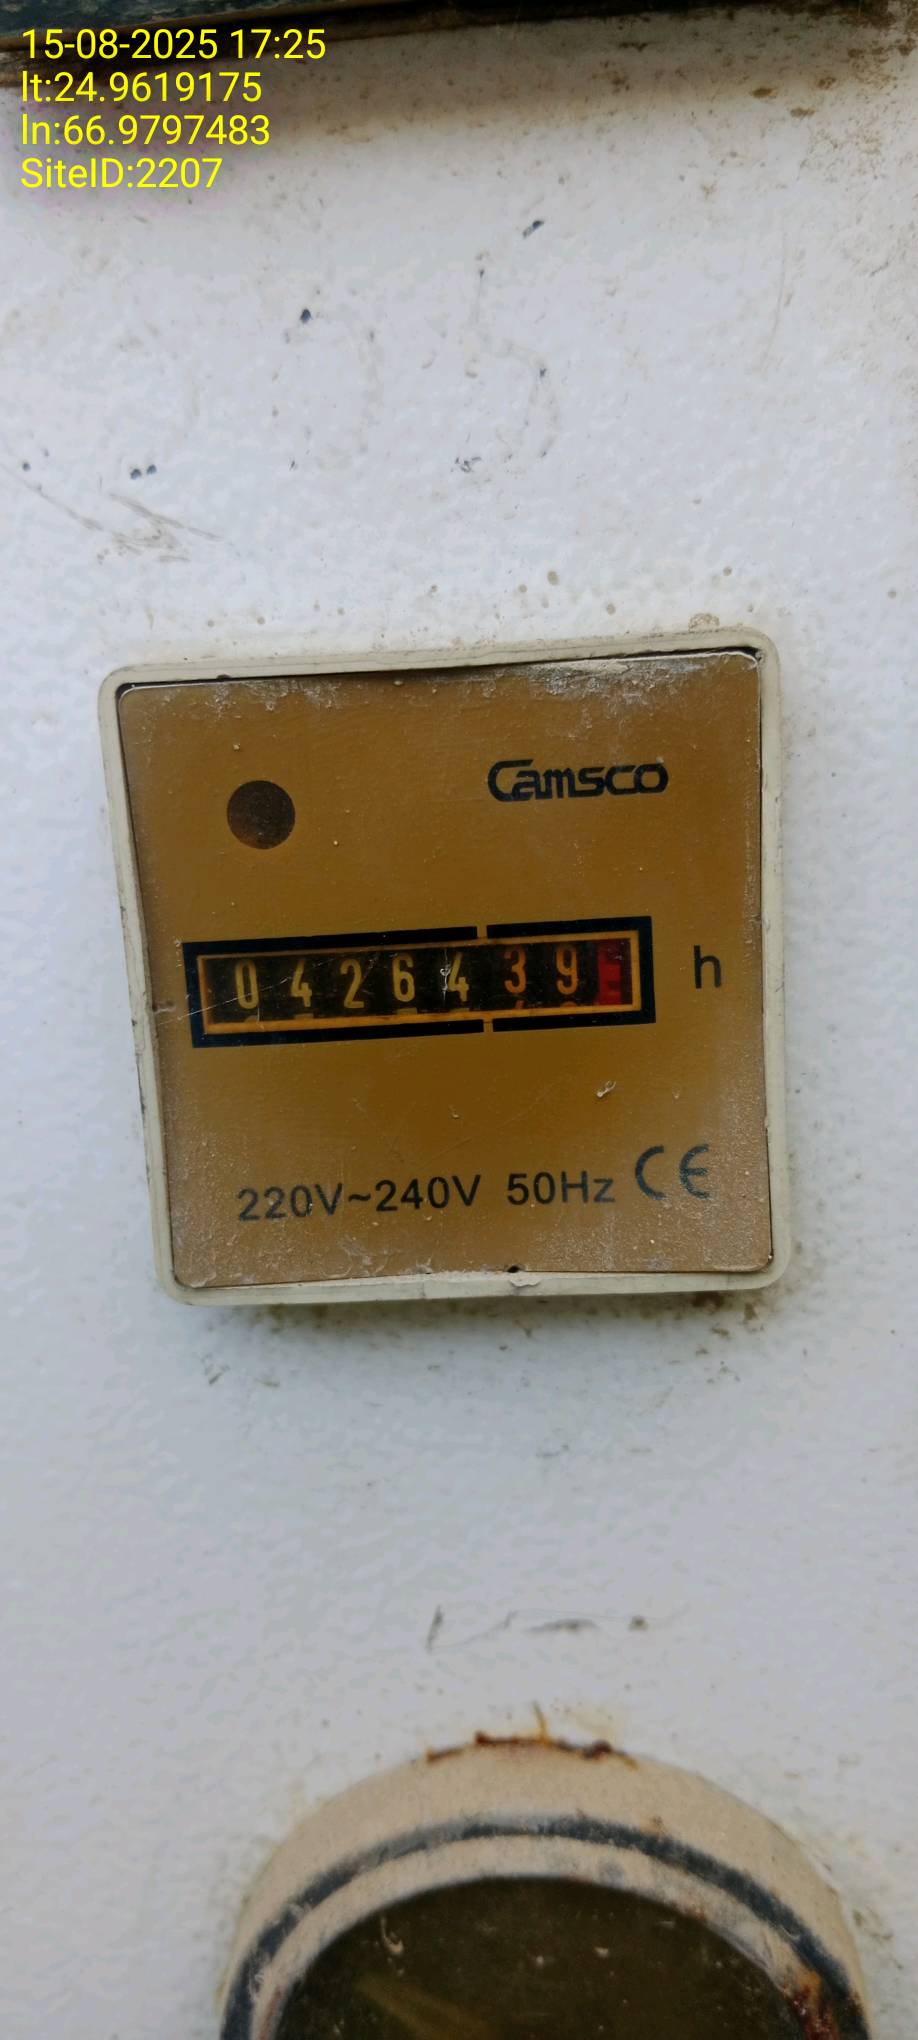 15-08-2025 17:25
lt:24.9619175
ln:66.9797483
SiteID:2207
Camsco
0426439 h
220V~240V 50Hz CE